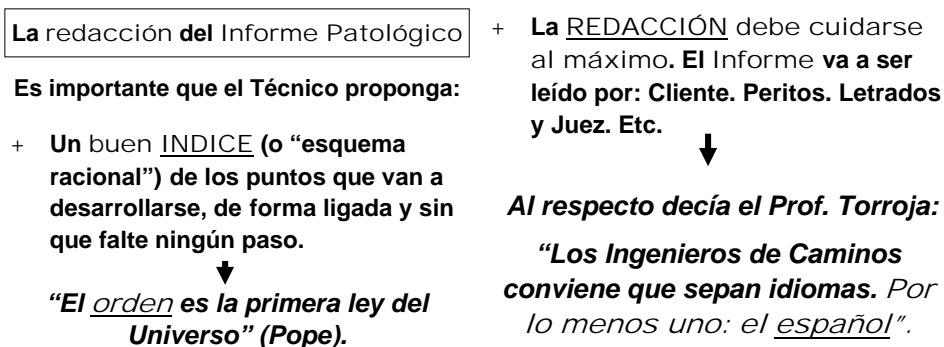 La redacción del Informe Patológico
Es importante que el Técnico proponga:
+ Un buen INDICE (o “esquema
racional”) de los puntos que van a
desarrollarse, de forma ligada y sin
que falte ningún paso.
“El orden es la primera ley del
Universo” (Pope).
+ La REDACCIÓN debe cuidarse
al máximo. El Informe va a ser
leído por: Cliente. Peritos. Letrados
y Juez. Etc.
Al respecto decía el Prof. Torroja:
“Los Ingenieros de Caminos
conviene que sepan idiomas. Por
lo menos uno: el español”.